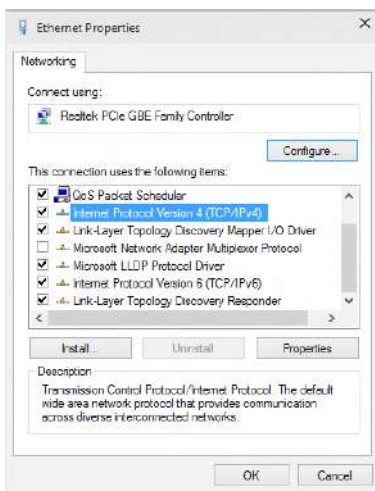 Ethernet Properties
Networking
Connect using:
Realtek PCIe GBE Family Controller
Configure...
This connection uses the following items:
QoS Packet Scheduler
Internet Protocol Version 4 (TCP/IPv4)
Link-Layer Topology Discovery Mapper I/O Driver
Microsoft Network Adapter Multiplexor Protocol
Microsoft LLDP Protocol Driver
Internet Protocol Version 6 (TCP/IPv6)
Link-Layer Topology Discovery Responder
Install...
Uninstall
Properties
Description
Transmission Control Protocol/Internet Protocol. The default
wide area network protocol that provides communication
across diverse interconnected networks.
OK
Cancel